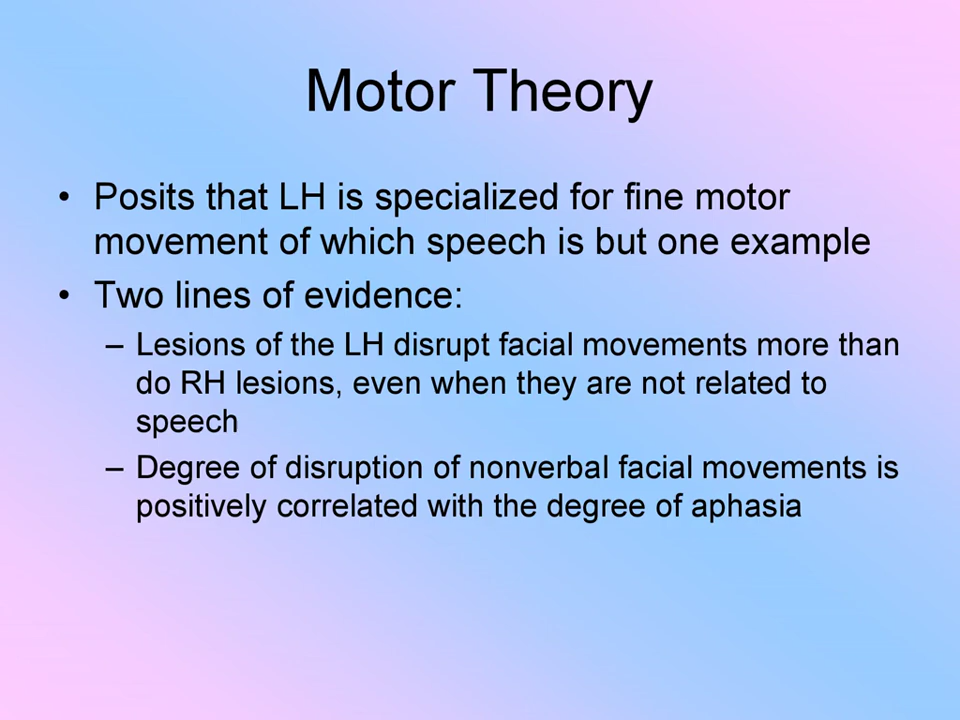 Motor Theory
• Posits that LH is specialized for fine motor
movement of which speech is but one example
• Two lines of evidence:
– Lesions of the LH disrupt facial movements more than
do RH lesions, even when they are not related to
speech
– Degree of disruption of nonverbal facial movements is
positively correlated with the degree of aphasia